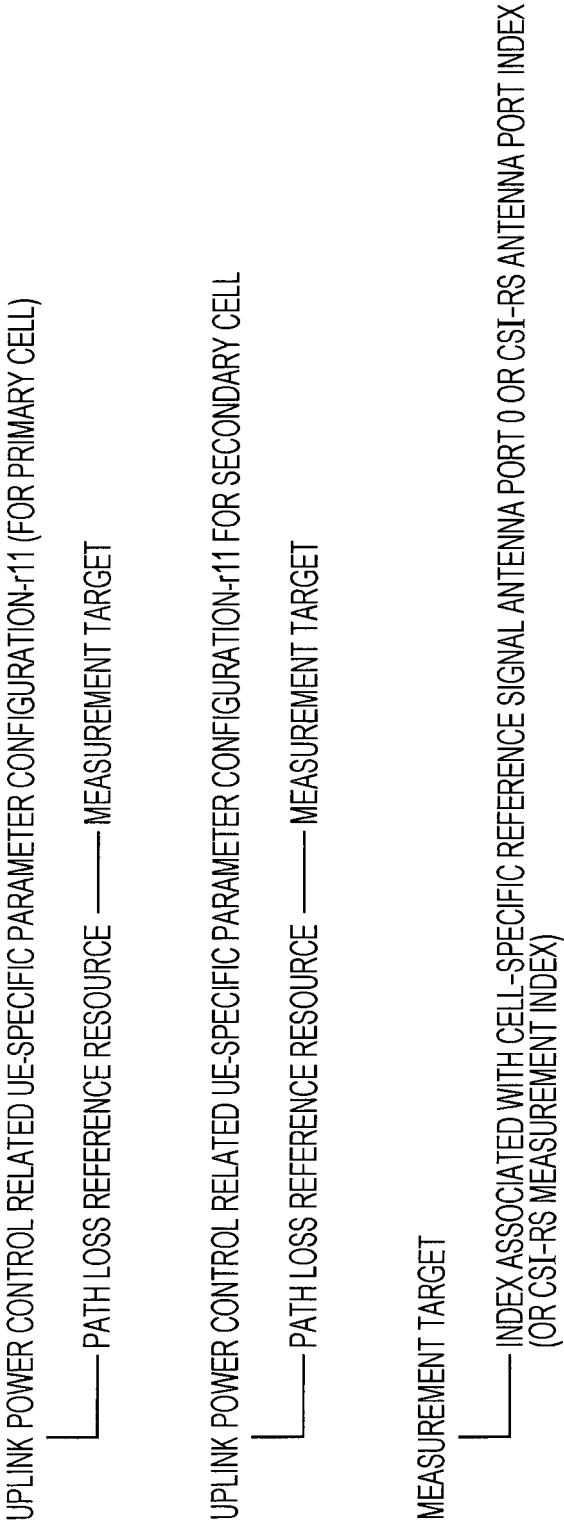 UPLINK POWER CONTROL RELATED UE-SPECIFIC PARAMETER CONFIGURATION-r11 (FOR PRIMARY CELL)
PATH LOSS REFERENCE RESOURCE MEASUREMENT TARGET
UPLINK POWER CONTROL RELATED UE-SPECIFIC PARAMETER CONFIGURATION-r11 FOR SECONDARY CELL
PATH LOSS REFERENCE RESOURCE MEASUREMENT TARGET
MEASUREMENT TARGET
INDEX ASSOCIATED WITH CELL-SPECIFIC REFERENCE SIGNAL ANTENNA PORT 0 OR CSI-RS ANTENNA PORT INDEX
(OR CSI-RS MEASUREMENT INDEX)